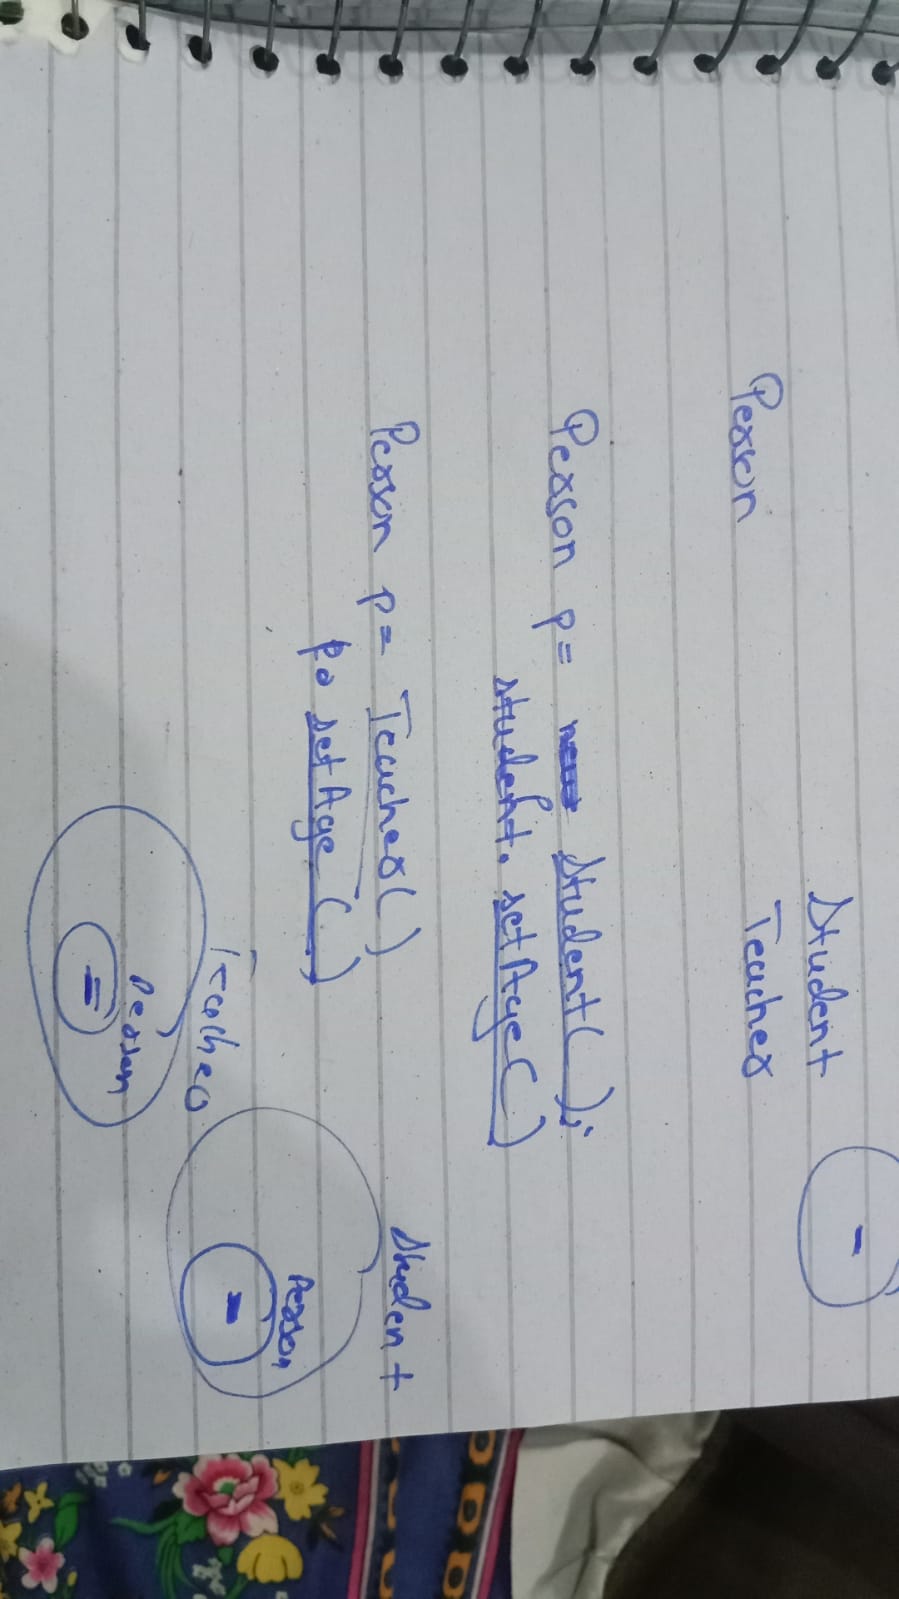 Student
Person Teacher
Person p= Student();
student. setAge()
Person p= Teacher()
p. setAge()
Student
Teacher
Person
Person